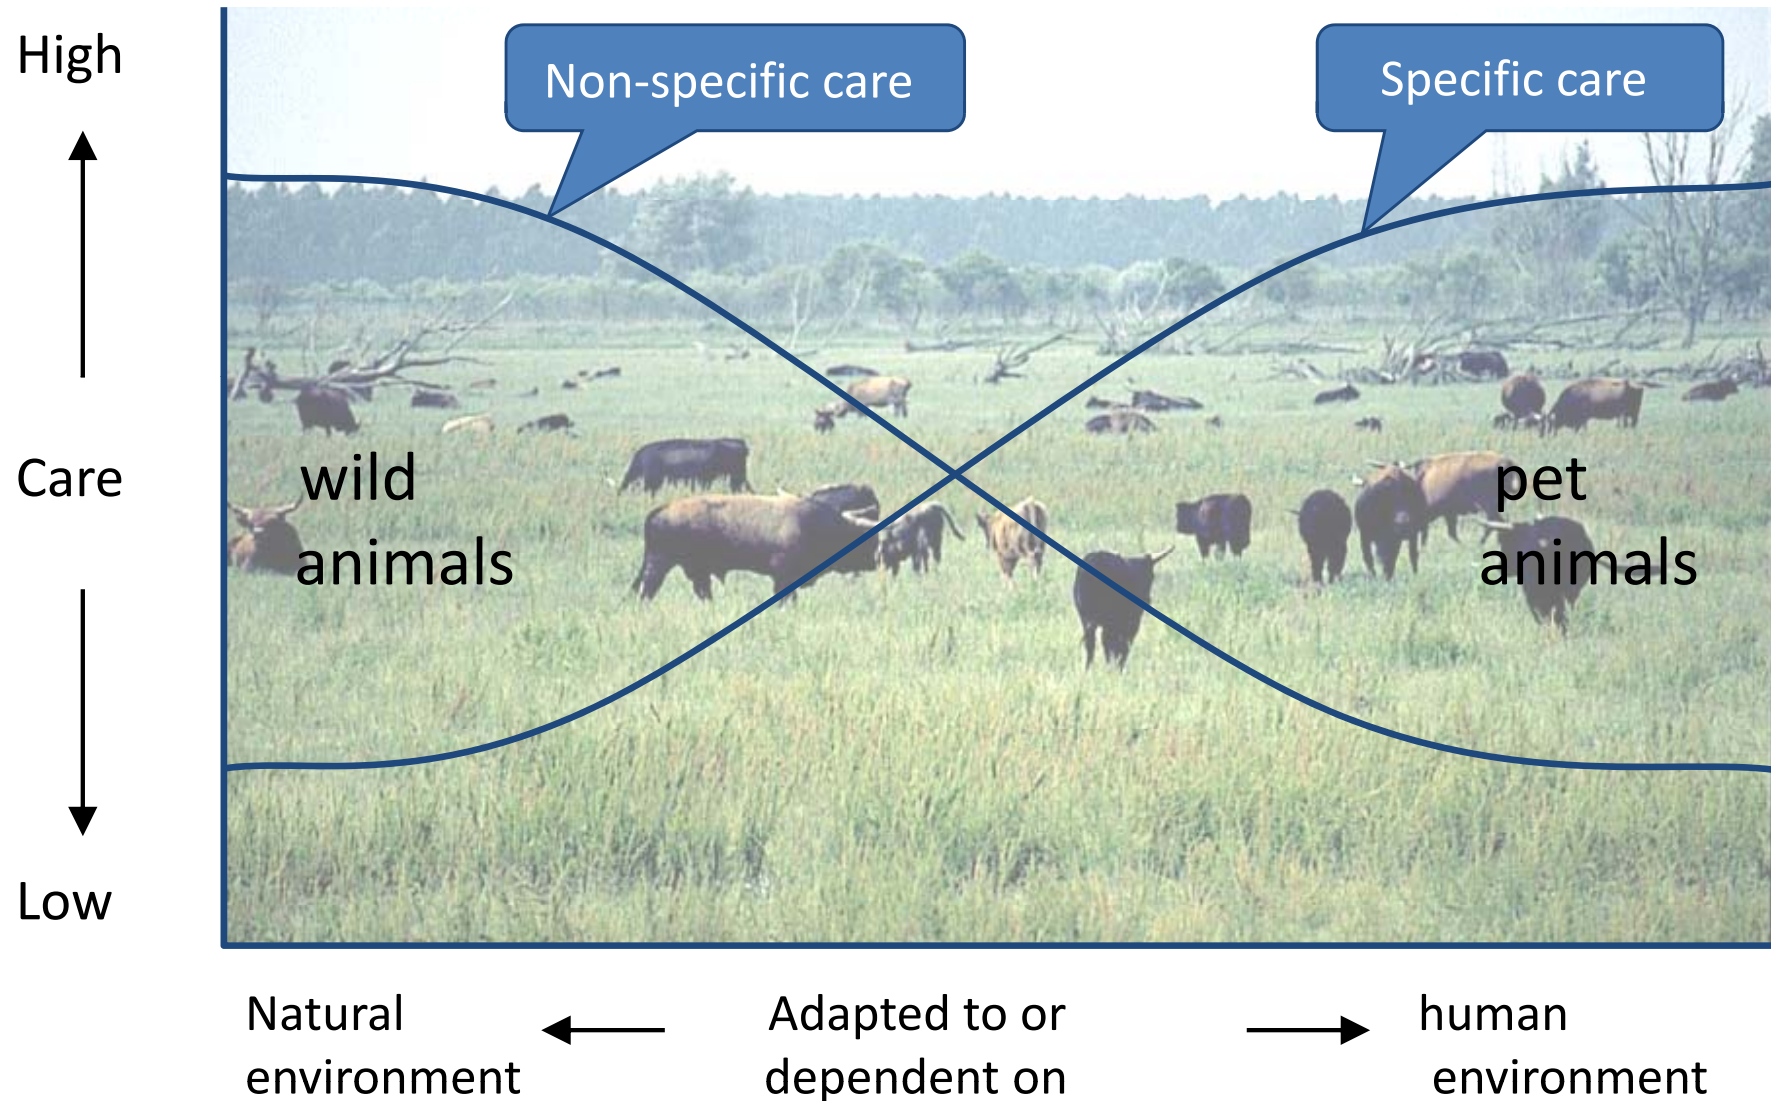 High
Non-specific care
Specific care
Care
wild
animals
pet
animals
Low
Natural
environment
Adapted to or
dependent on
human
environment